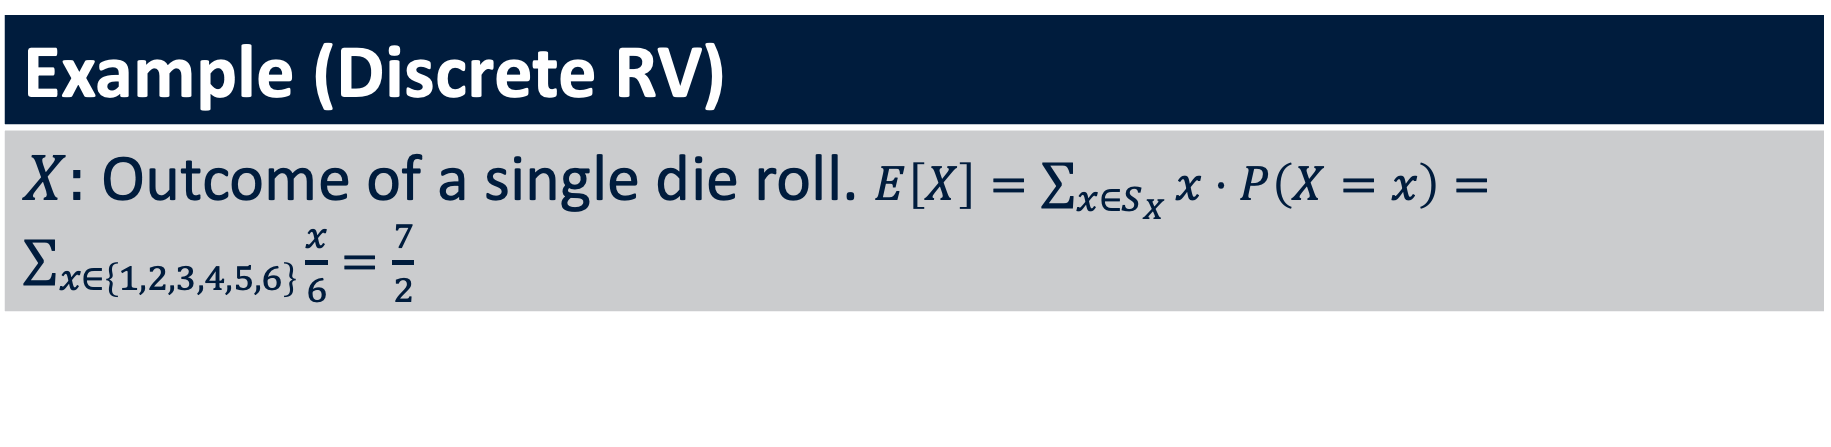 Example (Discrete RV)
X: Outcome of a single die roll. E[X] = ∑_{x∈S_X} x · P(X = x) =
∑_{x∈{1,2,3,4,5,6}} x/6 = 7/2